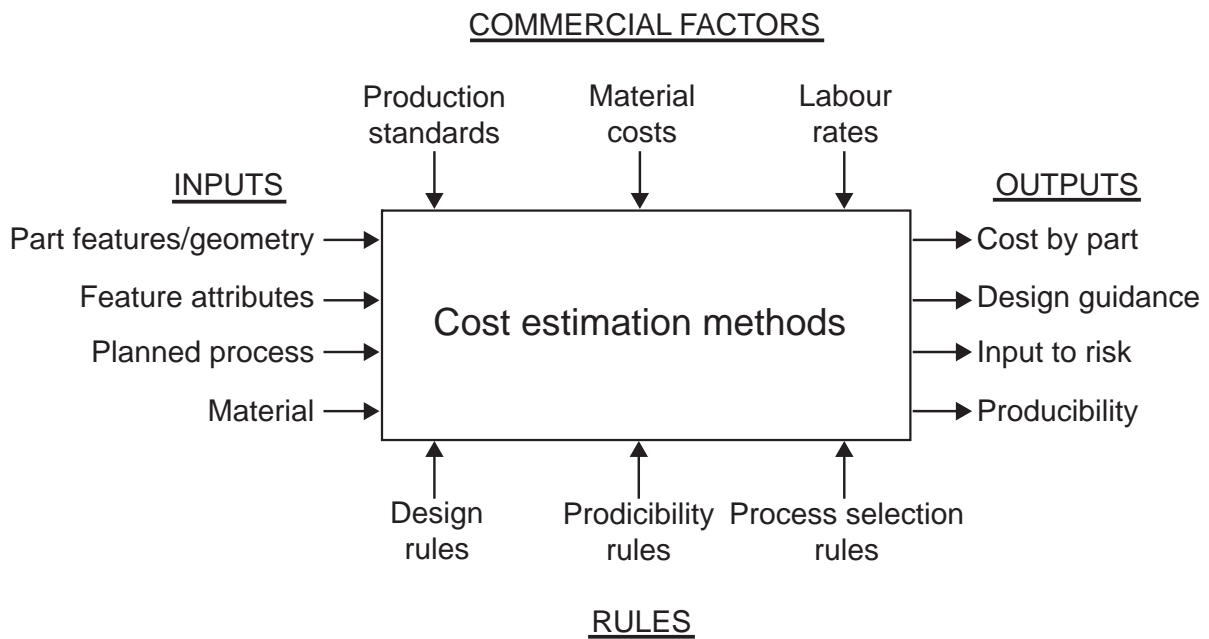 COMMERCIAL FACTORS
Production
standards
Material
costs
Labour
rates
INPUTS
OUTPUTS
Part features/geometry
Feature attributes
Planned process
Material
Cost estimation methods
Cost by part
Design guidance
Input to risk
Producibility
Design
rules
Prodicibility
rules
Process selection
rules
RULES